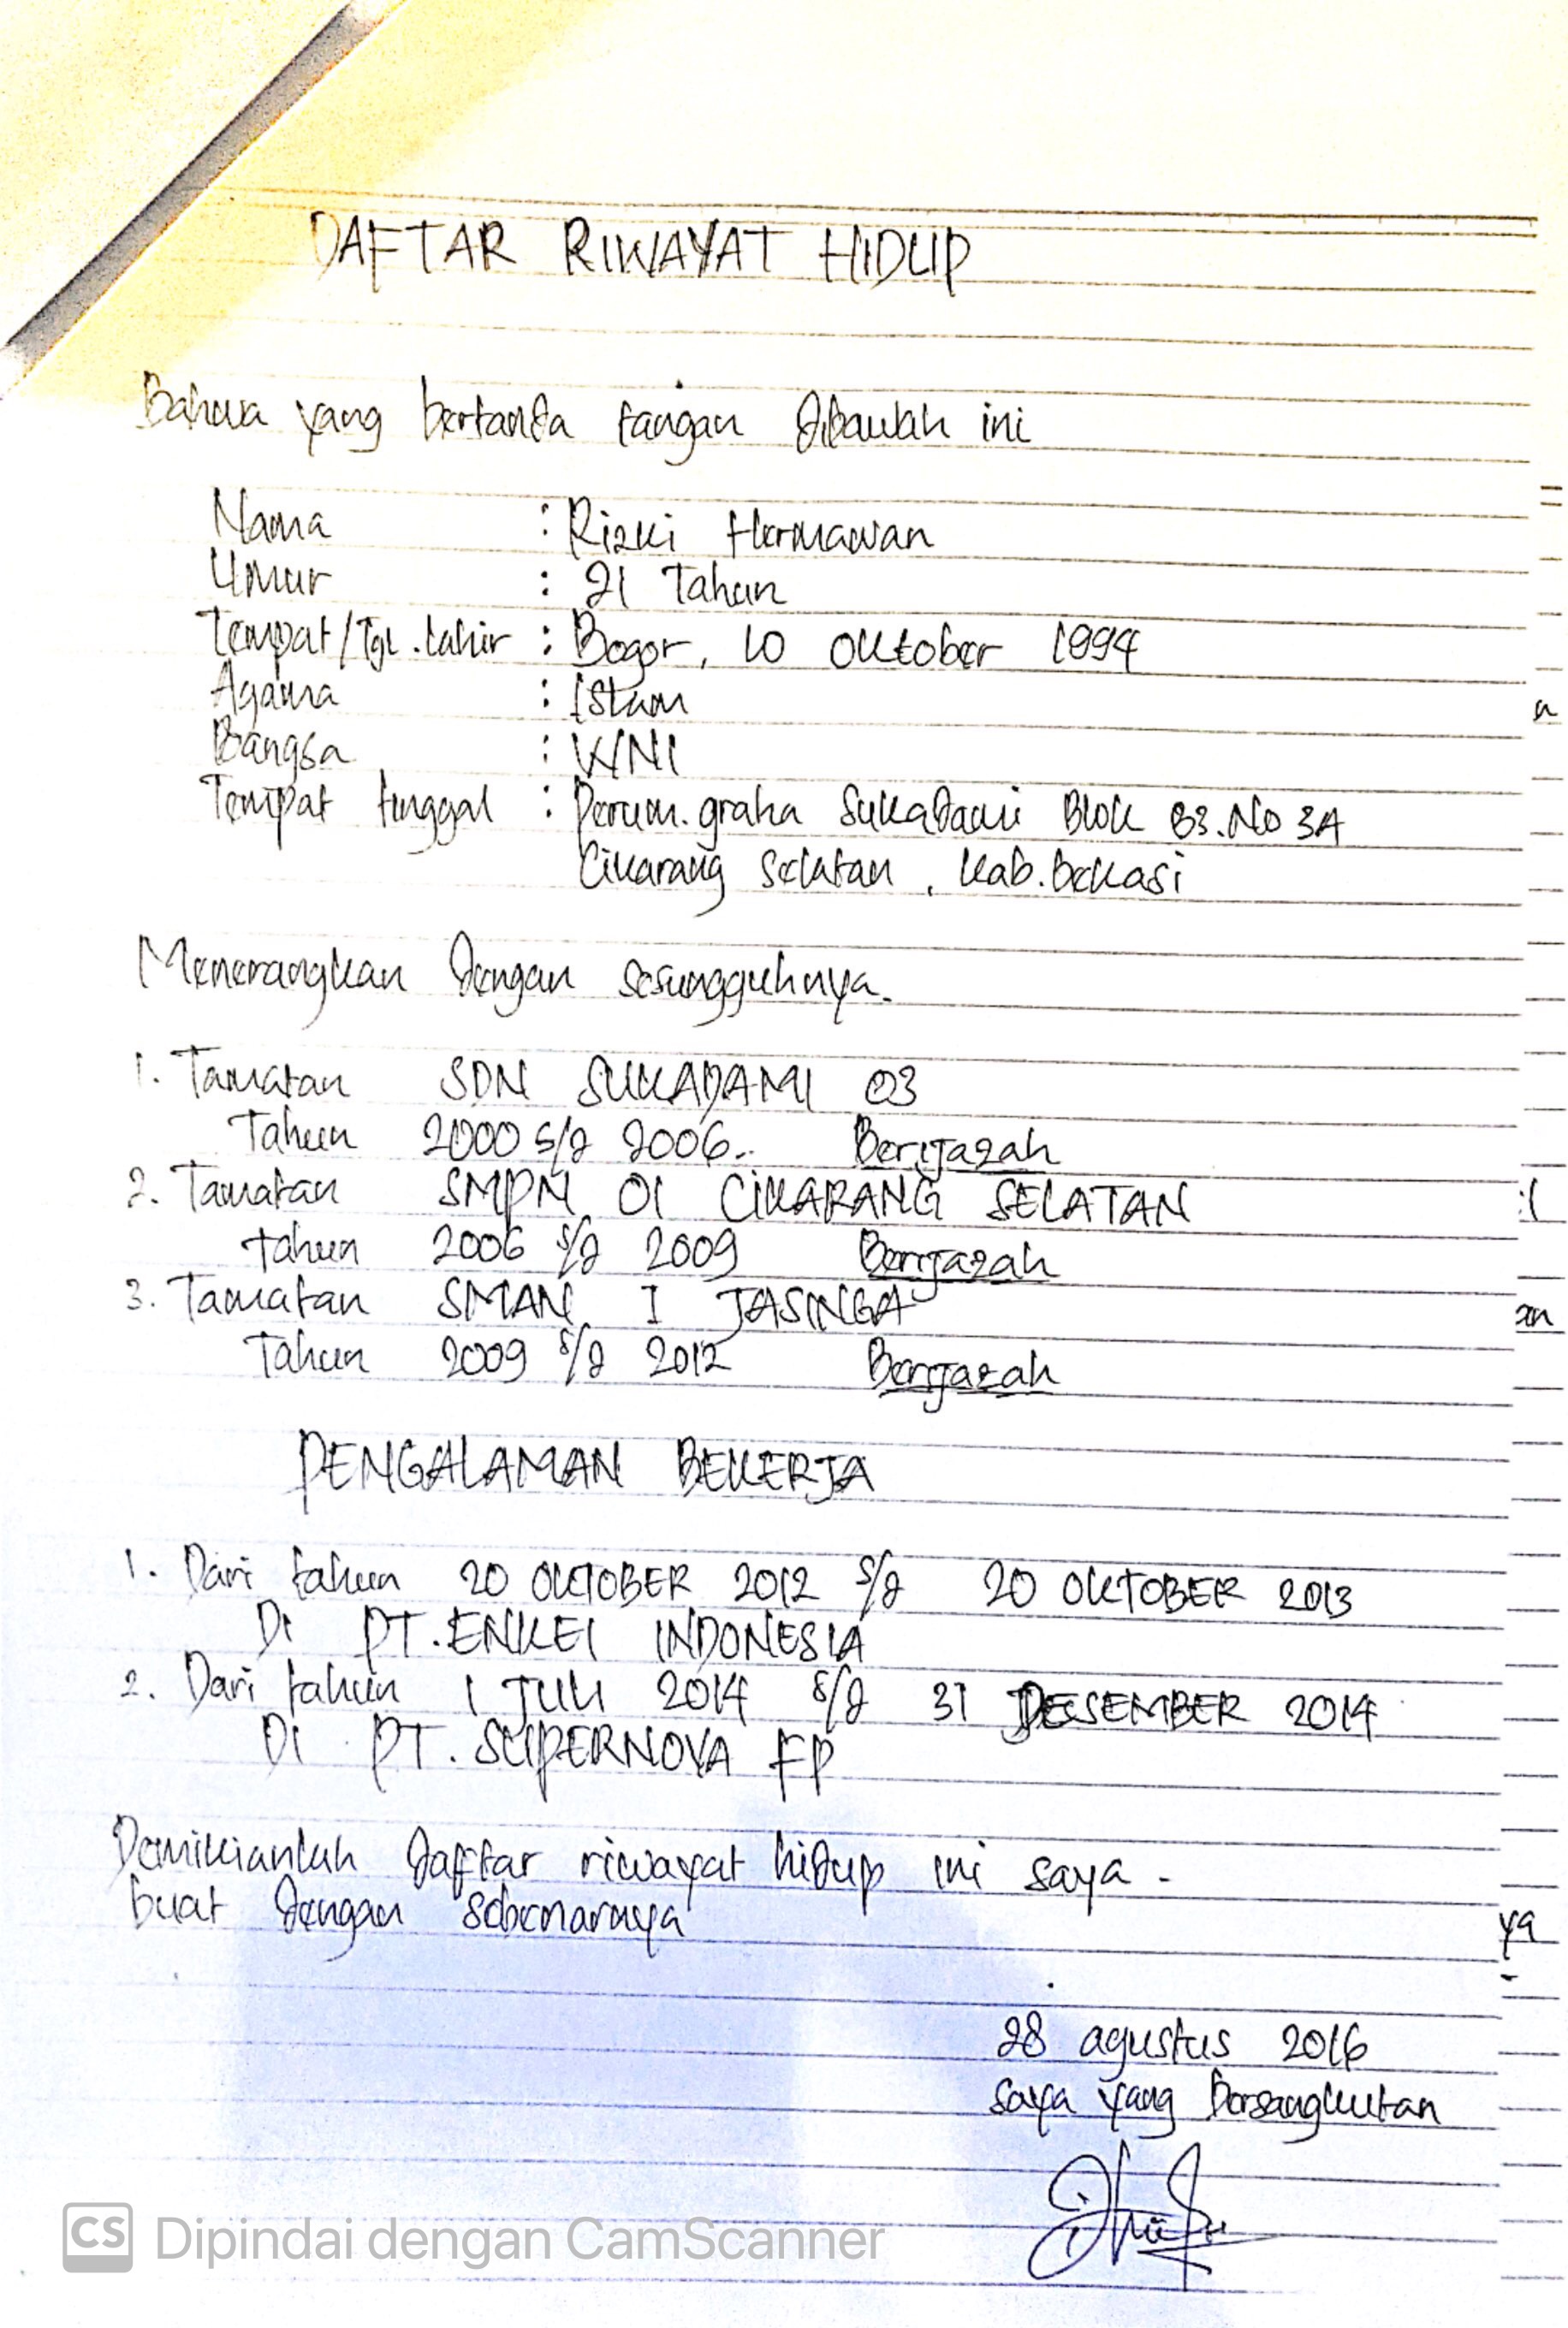 DAFTAR RIWAYAT HIDUP
Bahwa yang bertanda tangan dibawah ini
Nama : Rizki Hermawan
Umur : 21 Tahun
Tempat/Tgl.lahir : Bogor, 10 Oktober 1994
Agama : Islam
Bangsa : WNI
Tempat tinggal : Perum.graha Sukadami Blok B3.No 3A
Cikarang Selatan, kab.bekasi
Menerangkan dengan sesungguhnya.
1. Tamatan SDN SUKADAMI 03
Tahun 2000 s/d 2006.. Berijazah
2. Tamatan SMPN 01 CIKARANG SELATAN
tahun 2006 s/d 2009 Berijazah
3. Tamatan SMAN I JASINGA
Tahun 2009 s/d 2012 Berijazah
PENGALAMAN BEKERJA
1. Dari tahun 20 OKTOBER 2012 s/d 20 OKTOBER 2013
Di PT.ENKEI INDONESIA
2. Dari tahun 1 JULI 2014 s/d 31 DESEMBER 2014
Di PT. SUPERNOVA FP
Demikianlah daftar riwayat hidup ini saya -
buat dengan sebenarnya
28 agustus 2016
saya yang Bersangkutan
CS Dipindai dengan CamScanner